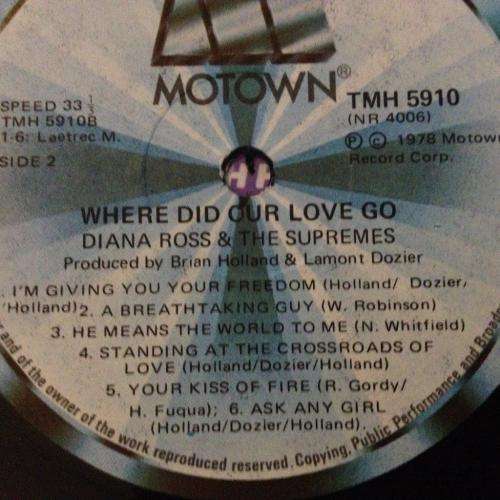 MOTOWN®
SPEED 33 1/3
TMH 5910B
1-6: Laetrec M.
SIDE 2
TMH 5910
(NR 4006)
Ⓟ © 1978 Motown
Record Corp.
WHERE DID OUR LOVE GO
DIANA ROSS & THE SUPREMES
Produced by Brian Holland & Lamont Dozier
. I'M GIVING YOU YOUR FREEDOM (Holland/ Dozier,
'Holland) 2. A BREATHTAKING GUY (W. Robinson)
3. HE MEANS THE WORLD TO ME (N. Whitfield)
4. STANDING AT THE CROSSROADS OF
LOVE (Holland/Dozier/Holland)
5. YOUR KISS OF FIRE (R. Gordy/
H. Fuqua); 6. ASK ANY GIRL
(Holland/Dozier/Holland).
and of the owner of the work reproduced reserved. Copying, Public Performance and